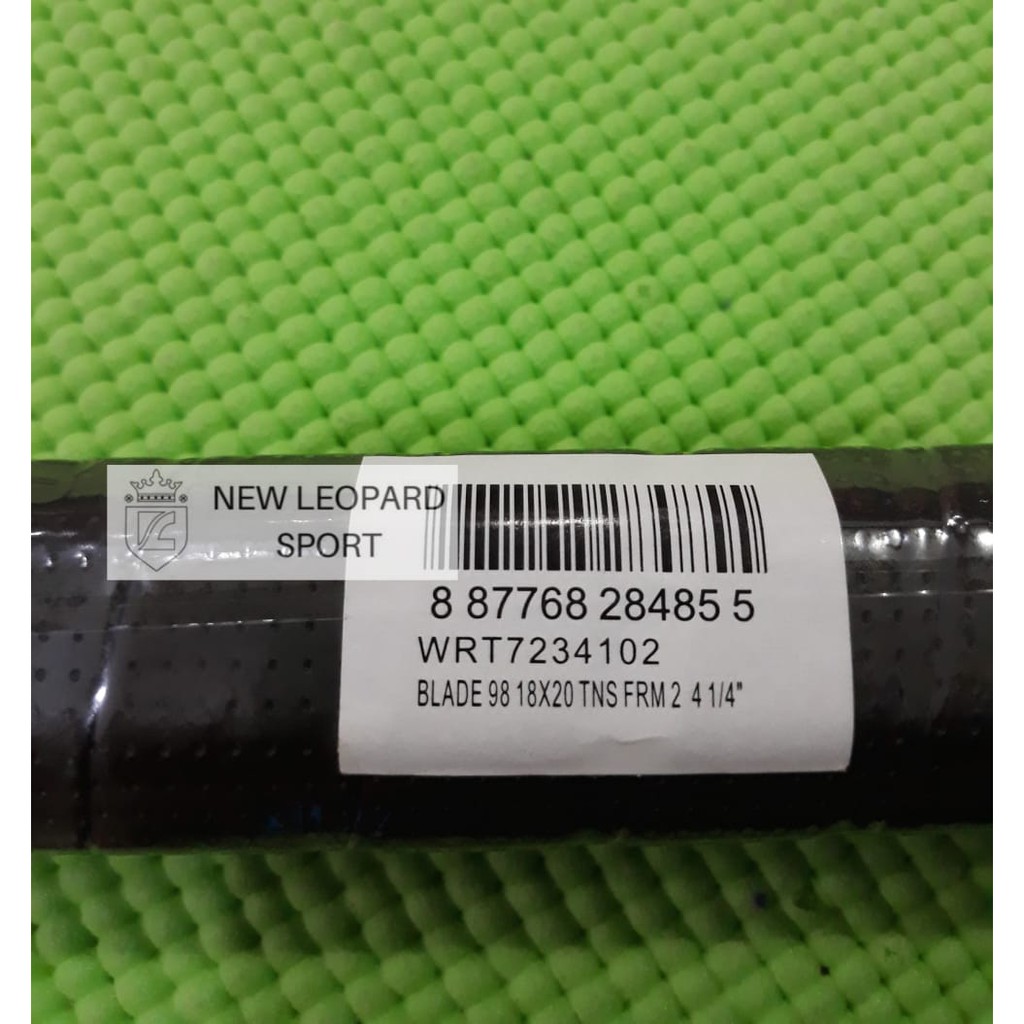 NEW LEOPARD
SPORT
8 87768 28485 5
WRT7234102
BLADE 98 18X20 TNS FRM 2 4 1/4"